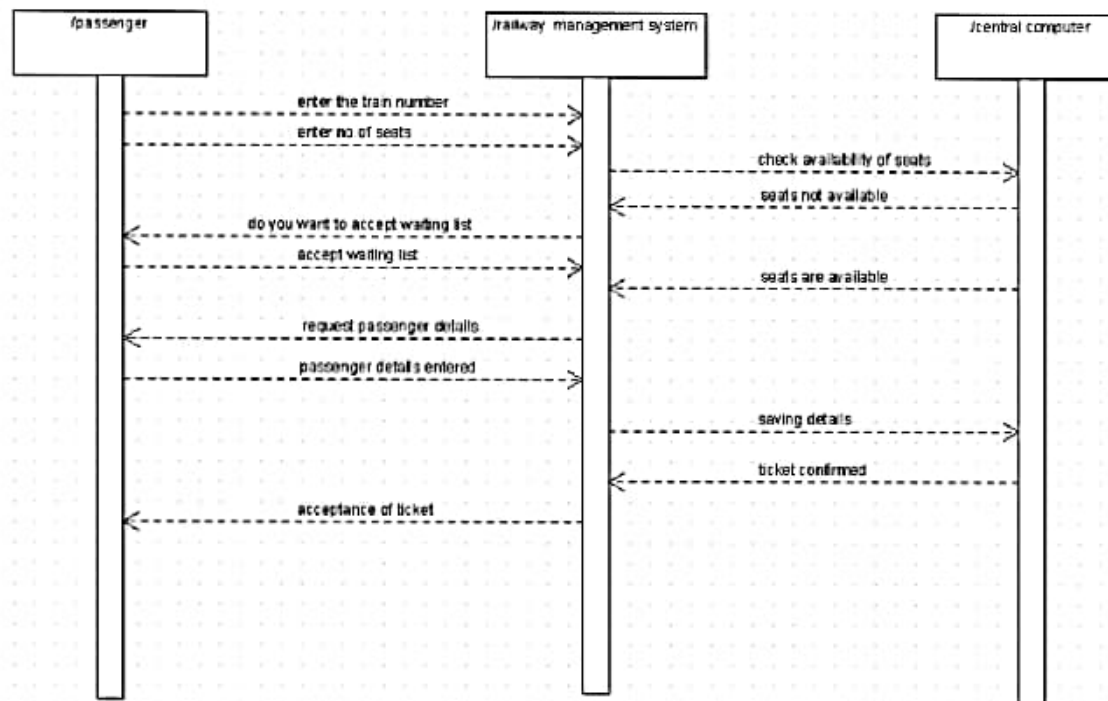 /passenger
/railway management system
/central computer
enter the train number
enter no of seats
check availability of seats
seats not available
do you want to accept waiting list
accept waiting list
seats are available
request passenger details
passenger details entered
saving details
ticket confirmed
acceptance of ticket